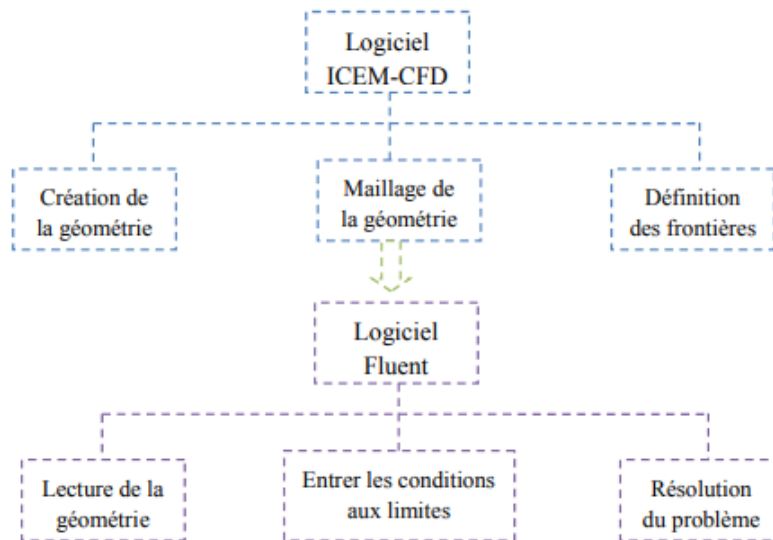 Logiciel
ICEM-CFD
Création de
la géométrie
Maillage de
la géométrie
Définition
des frontières
Logiciel
Fluent
Lecture de la
géométrie
Entrer les conditions
aux limites
Résolution
du problème